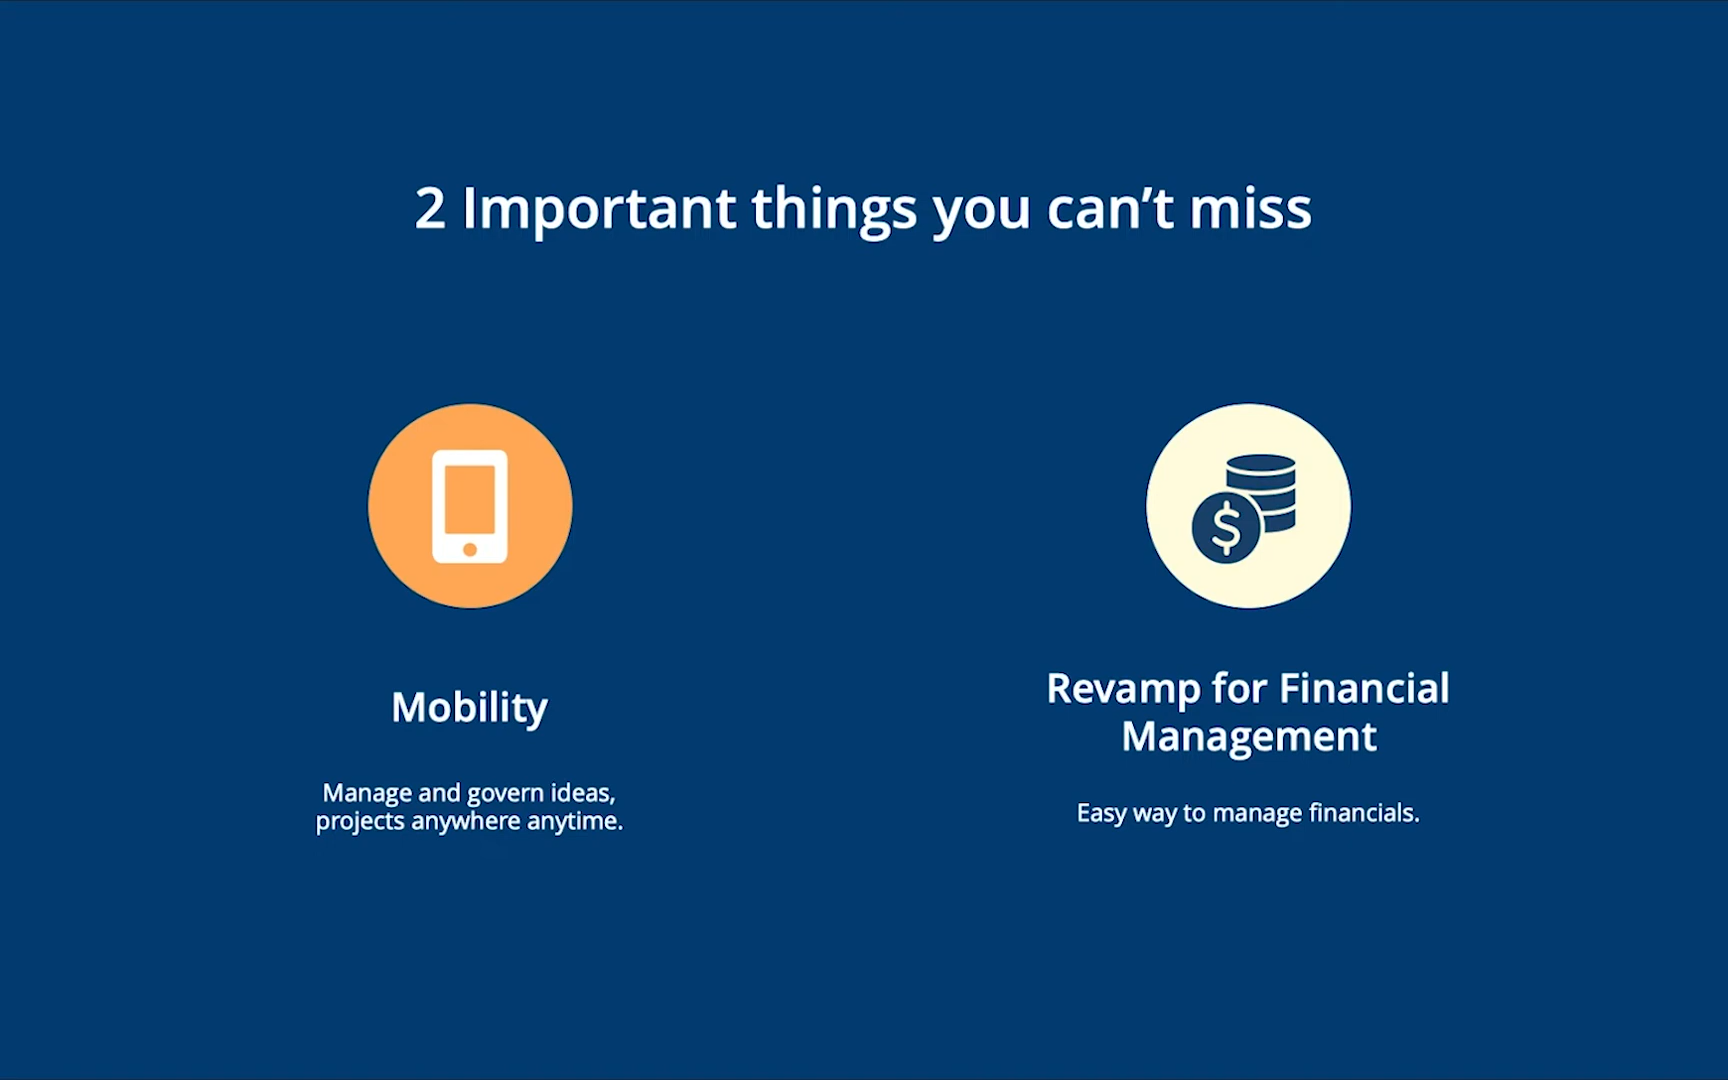 2 Important things you can’t miss
$
Mobility
Manage and govern ideas,
projects anywhere anytime.
Revamp for Financial
Management
Easy way to manage financials.